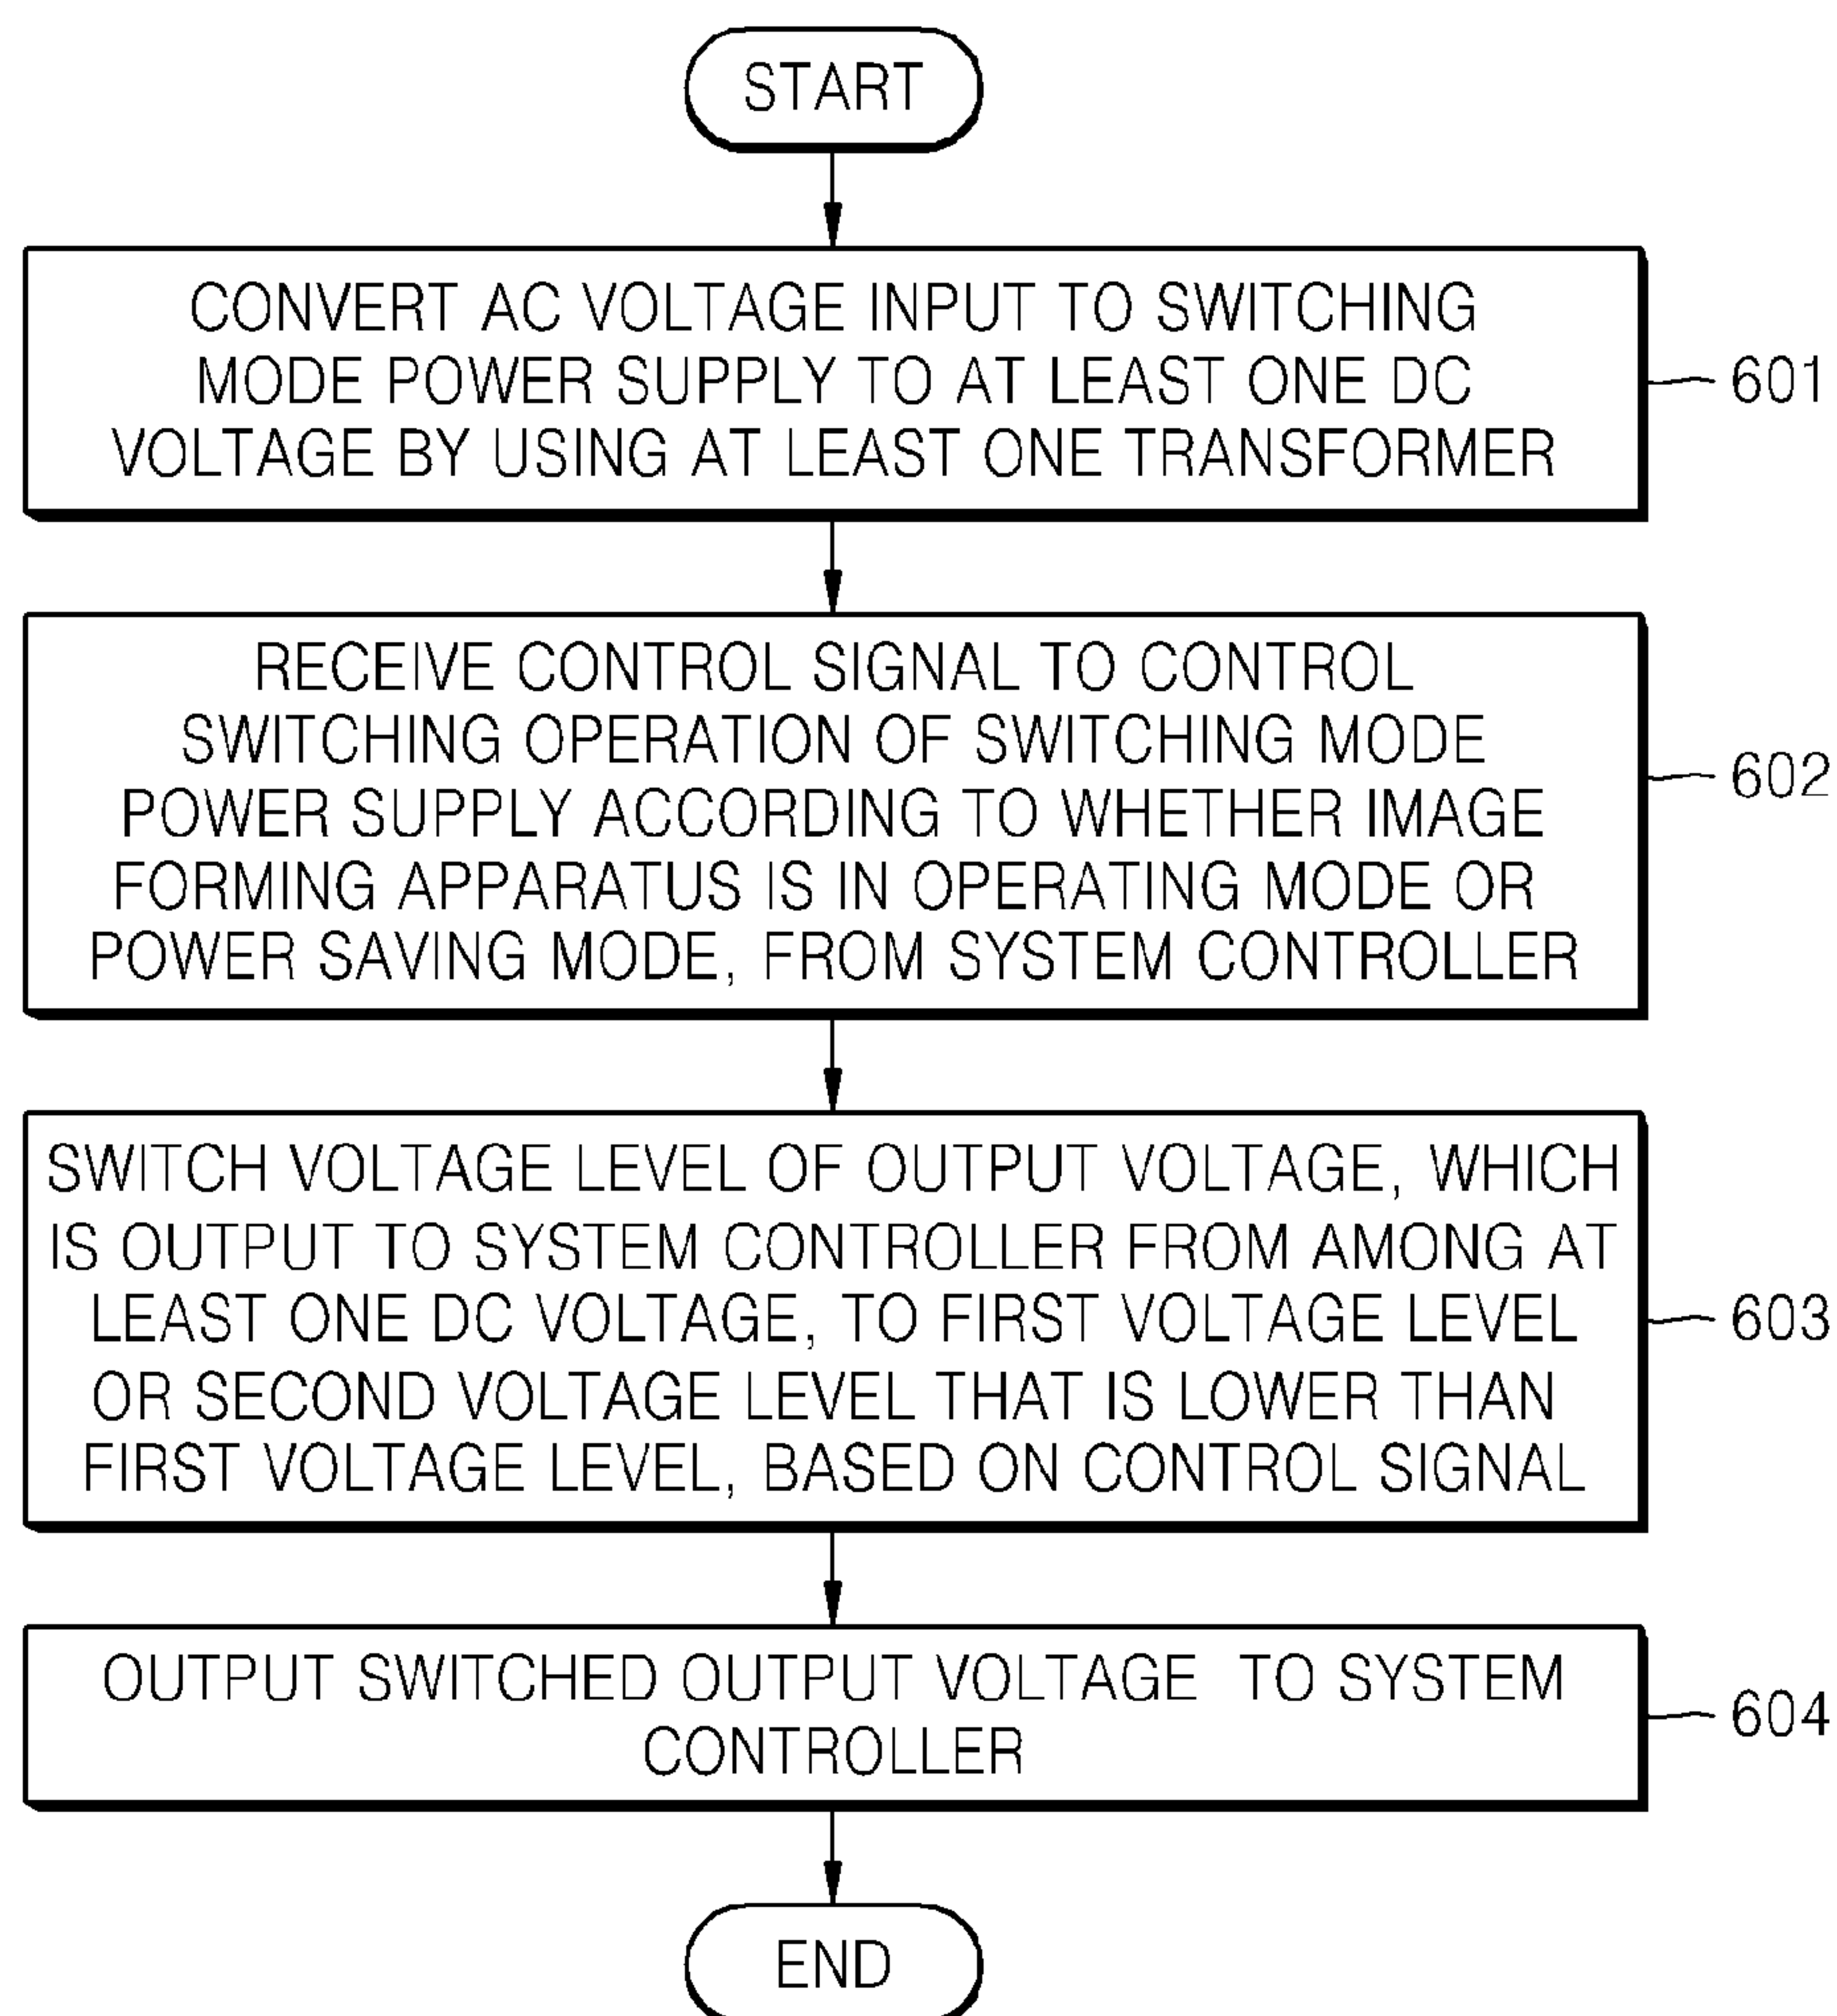 START
CONVERT AC VOLTAGE INPUT TO SWITCHING
MODE POWER SUPPLY TO AT LEAST ONE DC
VOLTAGE BY USING AT LEAST ONE TRANSFORMER
601
RECEIVE CONTROL SIGNAL TO CONTROL
SWITCHING OPERATION OF SWITCHING MODE
POWER SUPPLY ACCORDING TO WHETHER IMAGE
FORMING APPARATUS IS IN OPERATING MODE OR
POWER SAVING MODE, FROM SYSTEM CONTROLLER
602
SWITCH VOLTAGE LEVEL OF OUTPUT VOLTAGE, WHICH
IS OUTPUT TO SYSTEM CONTROLLER FROM AMONG AT
LEAST ONE DC VOLTAGE, TO FIRST VOLTAGE LEVEL
OR SECOND VOLTAGE LEVEL THAT IS LOWER THAN
FIRST VOLTAGE LEVEL, BASED ON CONTROL SIGNAL
603
OUTPUT SWITCHED OUTPUT VOLTAGE TO SYSTEM
CONTROLLER
604
END